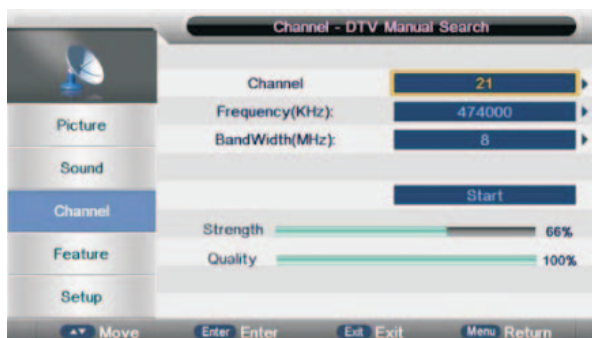 Channel - DTV Manual Search
Channel 21
Frequency(KHz): 474000
BandWidth(MHz): 8
Start
Strength 66%
Quality 100%
Picture
Sound
Channel
Feature
Setup
Move Enter Enter Exit Exit Menu Return